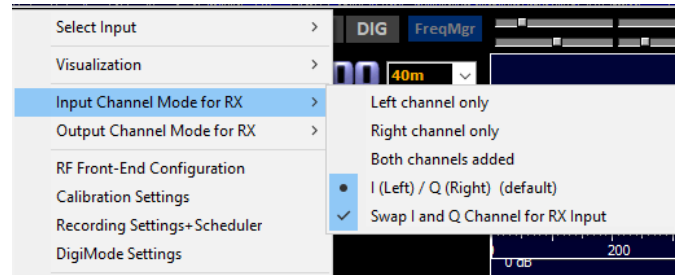 Select Input
DIG
FreqMgr
Visualization
40m
Input Channel Mode for RX
Left channel only
Output Channel Mode for RX
Right channel only
Both channels added
RF Front-End Configuration
I (Left) / Q (Right) (default)
Calibration Settings
Swap I and Q Channel for RX Input
Recording Settings+Scheduler
DigiMode Settings
200
0 dB